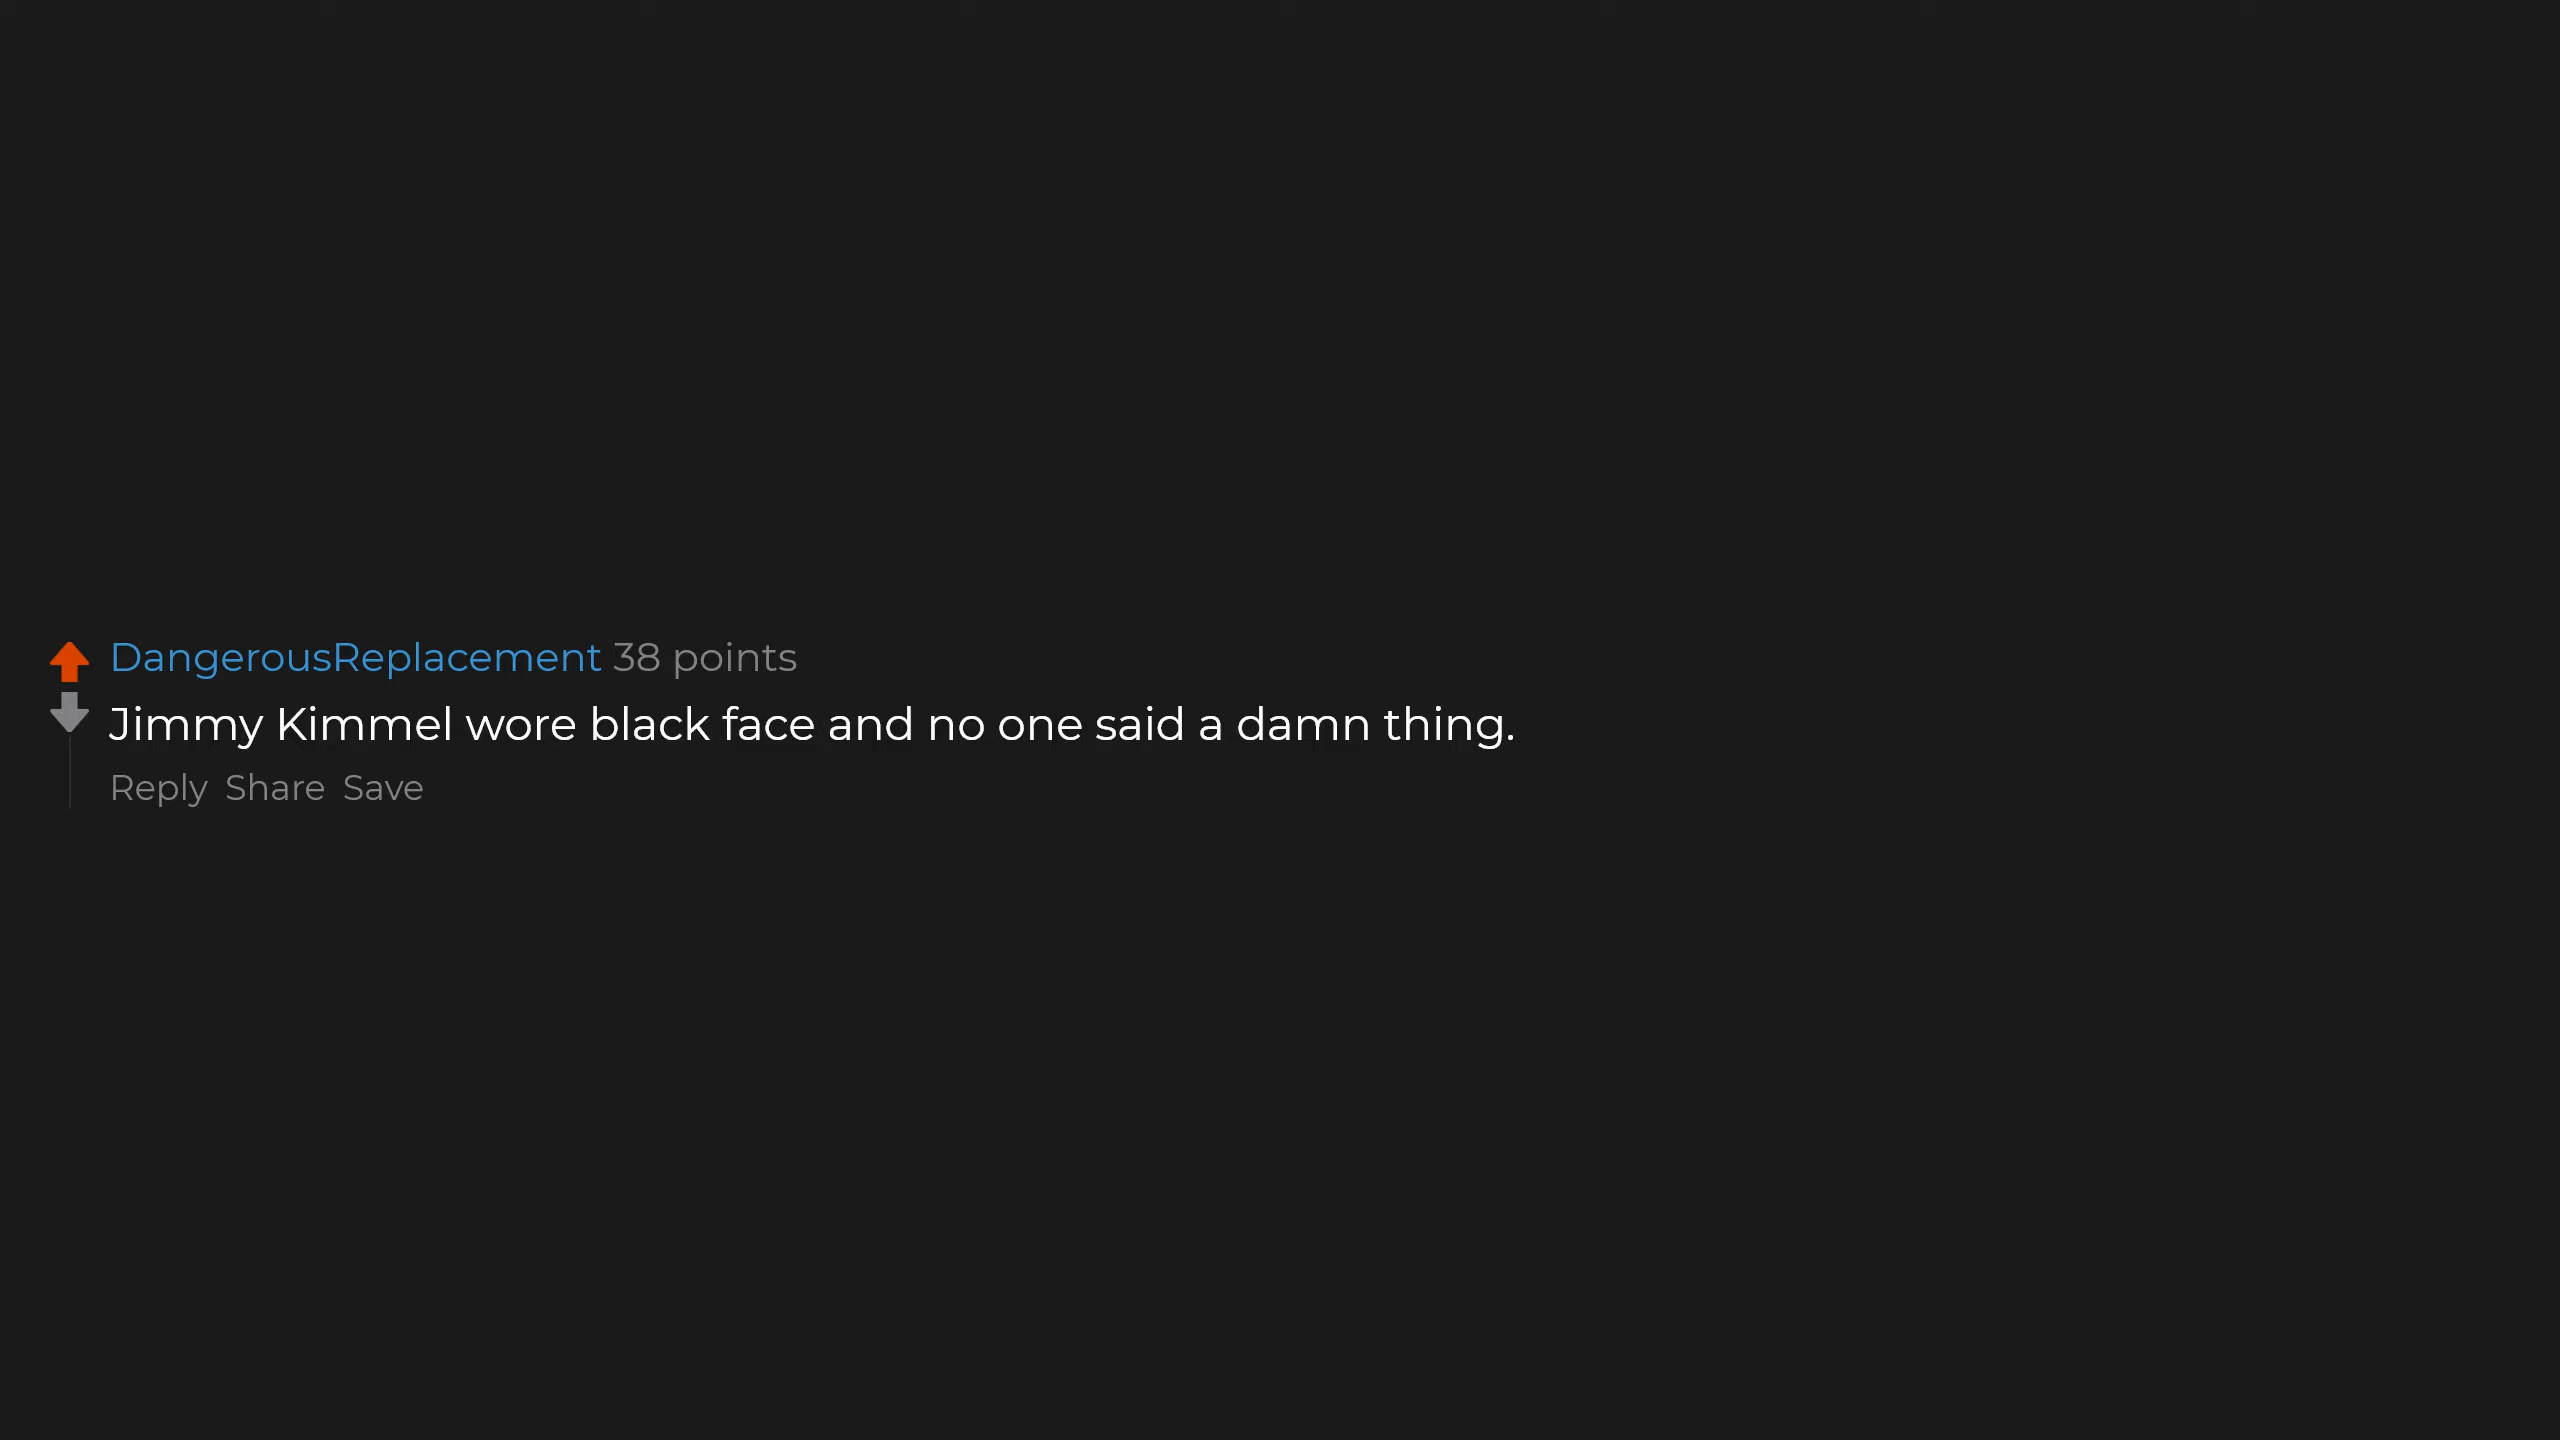 DangerousReplacement 38 points
Jimmy Kimmel wore black face and no one said a damn thing.
Reply Share Save